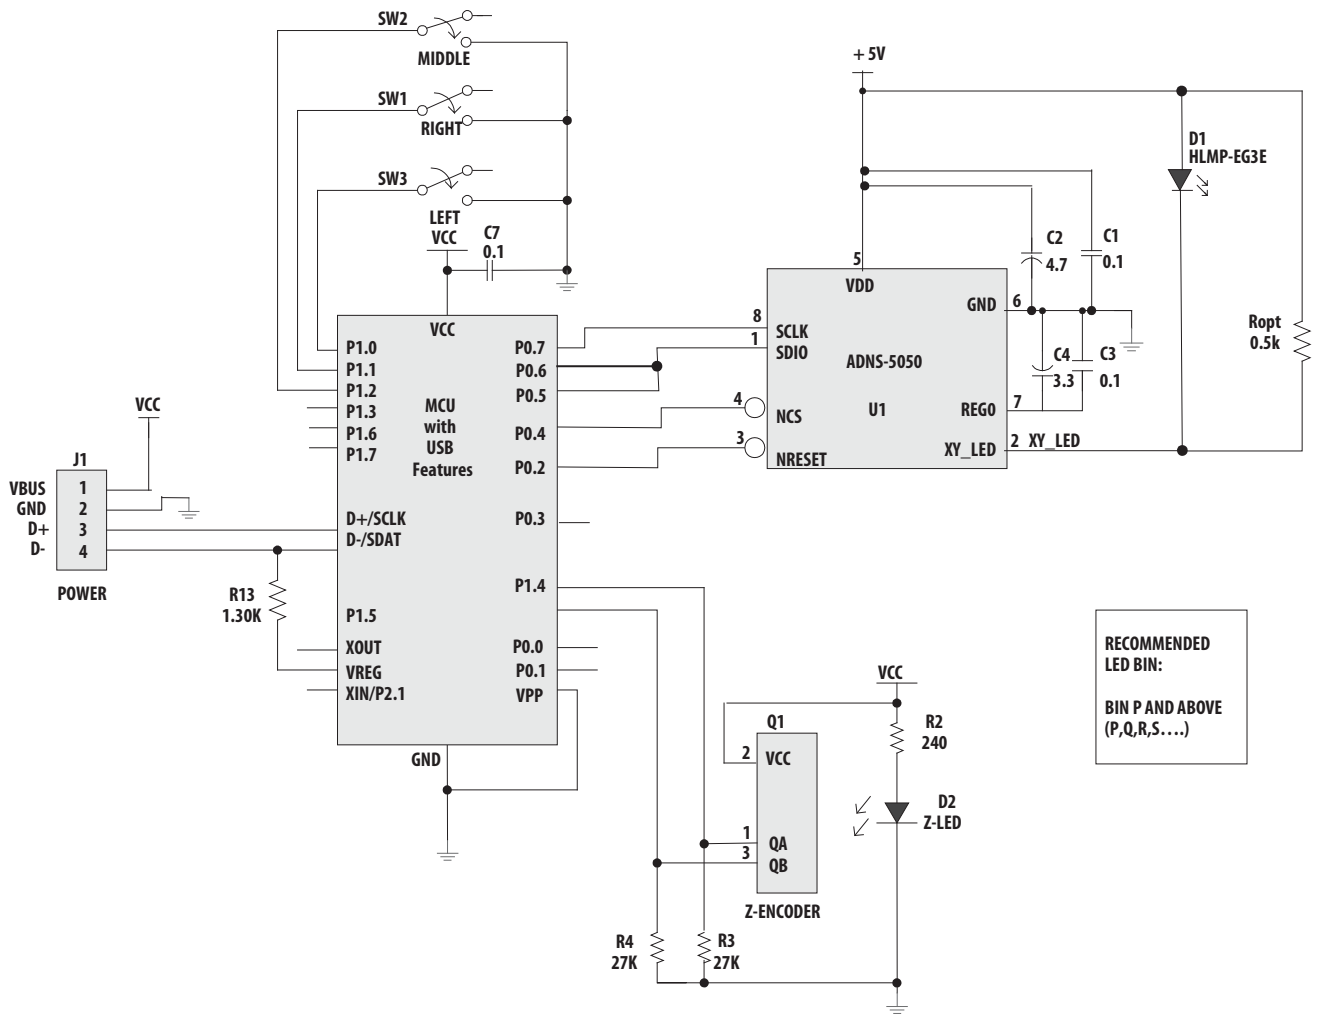 SW2
MIDDLE
SW1
RIGHT
SW3
LEFT
VCC
C7
0.1
+ 5V
D1
HLMP-EG3E
C2
4.7
C1
0.1
5
VDD
GND
6
8
SCLK
1
SDIO
ADNS-5050
U1
4
NCS
3
NRESET
C4
3.3
C3
0.1
REG0
7
XY_LED
2
XY_LED
Ropt
0.5k
VCC
P1.0
P1.1
P1.2
P1.3
P1.6
P1.7
MCU
with
USB
Features
P0.7
P0.6
P0.5
P0.4
P0.2
P0.3
D+/SCLK
D-/SDAT
P1.4
P1.5
XOUT
VREG
XIN/P2.1
P0.0
P0.1
VPP
GND
VCC
J1
VBUS
1
GND
2
D+
3
D-
4
POWER
R13
1.30K
VCC
R2
240
Q1
2
VCC
1
QA
3
QB
Z-ENCODER
D2
Z-LED
R4
27K
R3
27K
RECOMMENDED
LED BIN:
BIN P AND ABOVE
(P,Q,R,S....)